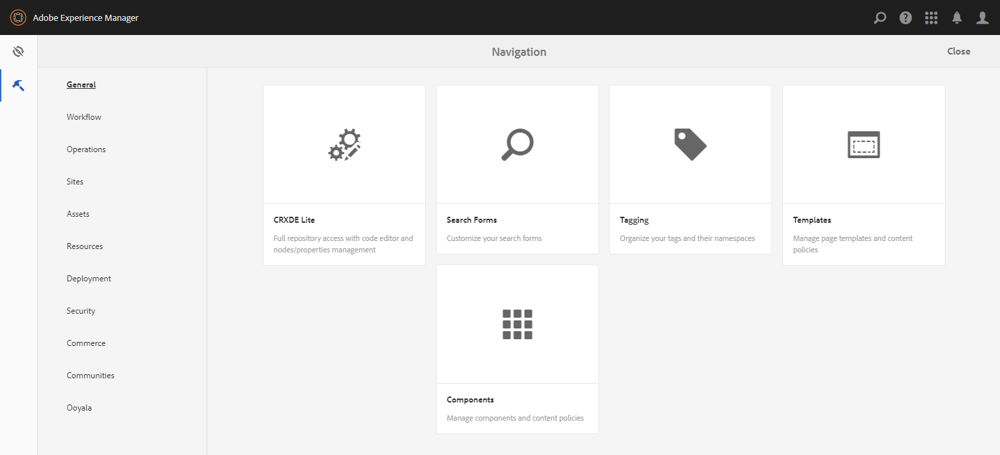 Adobe Experience Manager
Navigation
Close
General
Workflow
Operations
Sites
Assets
Resources
Deployment
Security
Commerce
Communities
Ooyala
CRXDE Lite
Full repository access with code editor and
nodes/properties management
Search Forms
Customize your search forms
Tagging
Organize your tags and their namespaces
Templates
Manage page templates and content
policies
Components
Manage components and content policies